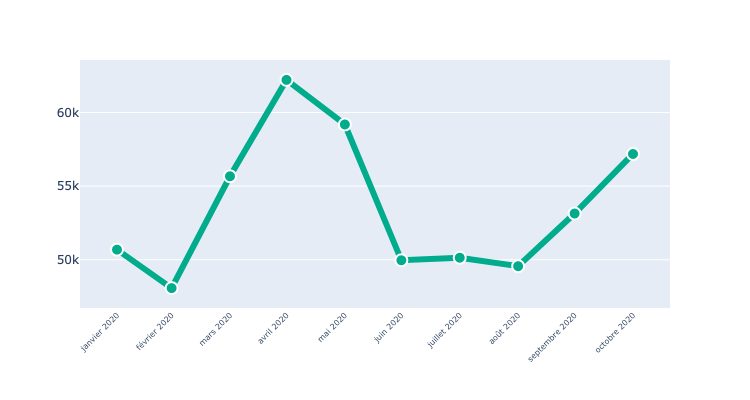 60k
55k
50k
janvier 2020
février 2020
mars 2020
avril 2020
mai 2020
juin 2020
juillet 2020
août 2020
septembre 2020
octobre 2020